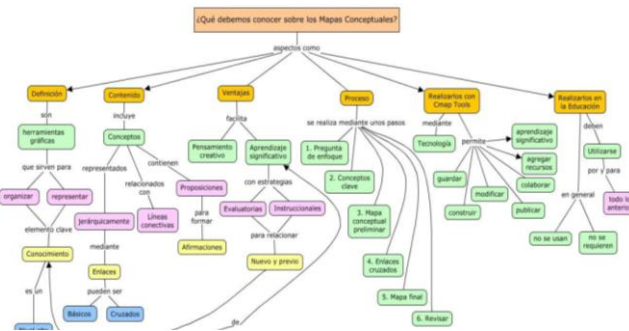 ¿Qué debemos conocer sobre los Mapas Conceptuales?
aspectos como
Definición
Contenido
Ventajas
Proceso
Realizarlos con
Cmap Tools
Realizarlos en
la Educación
son
herramientas
gráficas
que sirven para
organizar
representar
elemento clave
Conocimiento
es un
incluye
Conceptos
representados
relacionados
con
contienen
Jerárquicamente
Líneas
conectivas
Proposiciones
para
formar
Afirmaciones
mediante
Enlaces
pueden ser
Básicos
Cruzados
facilita
Pensamiento
creativo
Aprendizaje
significativo
con estrategias
Evaluatorias
Instruccionales
para relacionar
Nuevo y previo
de
se realiza mediante unos pasos
1. Pregunta
de enfoque
2. Conceptos
clave
3. Mapa
conceptual
preliminar
4. Enlaces
cruzados
5. Mapa final
6. Revisar
mediante
Tecnología
permite
aprendizaje
significativo
agregar
recursos
colaborar
publicar
modificar
guardar
construir
deben
Utilizarse
por y para
todo lo
en general
no se usan
no se
requieren